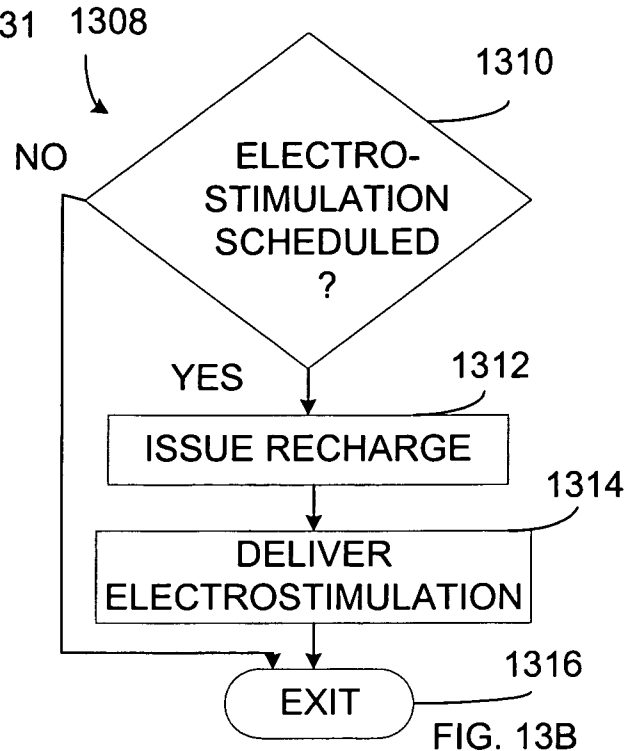 31 1308
1310
NO
ELECTRO-
STIMULATION
SCHEDULED
?
YES
1312
ISSUE RECHARGE
1314
DELIVER
ELECTROSTIMULATION
1316
EXIT
FIG. 13B